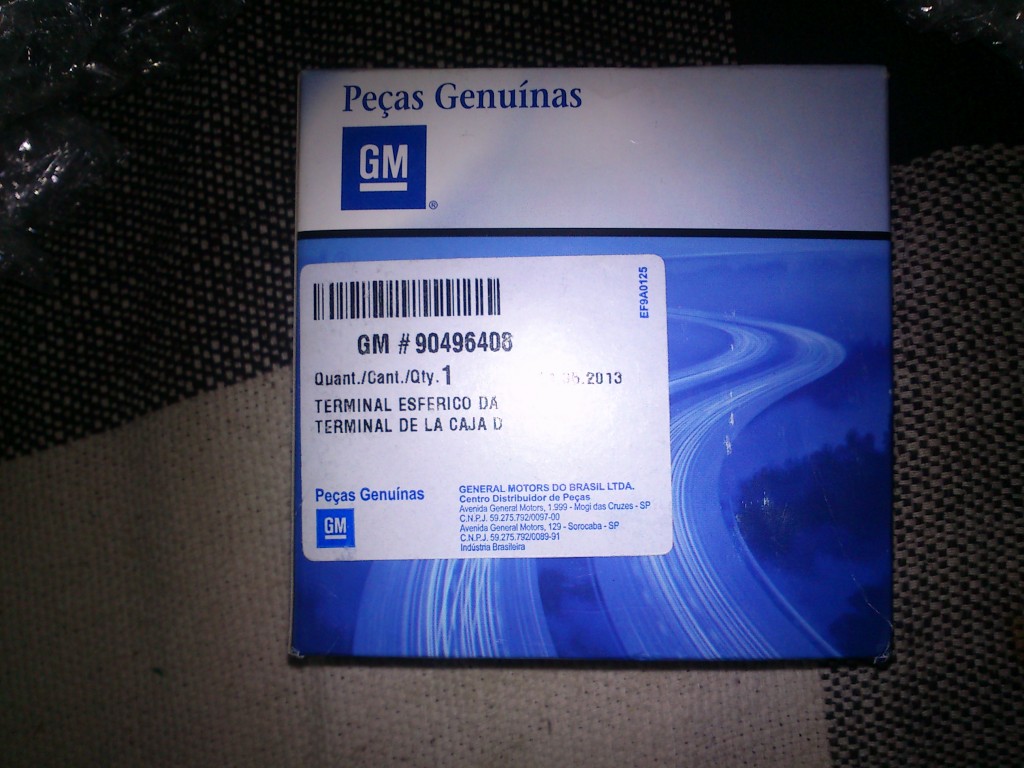 Peças Genuínas
GM
®
EF9A0125
GM # 90496408
Quant./Cant./Qty. 1
.2013
TERMINAL ESFERICO DA
TERMINAL DE LA CAJA D
Peças Genuínas
GM
GENERAL MOTORS DO BRASIL LTDA.
Centro Distribuidor de Peças
Avenida General Motors, 1.999 - Mogi das Cruzes - SP
C.N.P.J. 59.275.792/0097-00
Avenida General Motors, 129 - Sorocaba - SP
C.N.P.J. 59.275.792/0089-91
Indústria Brasileira